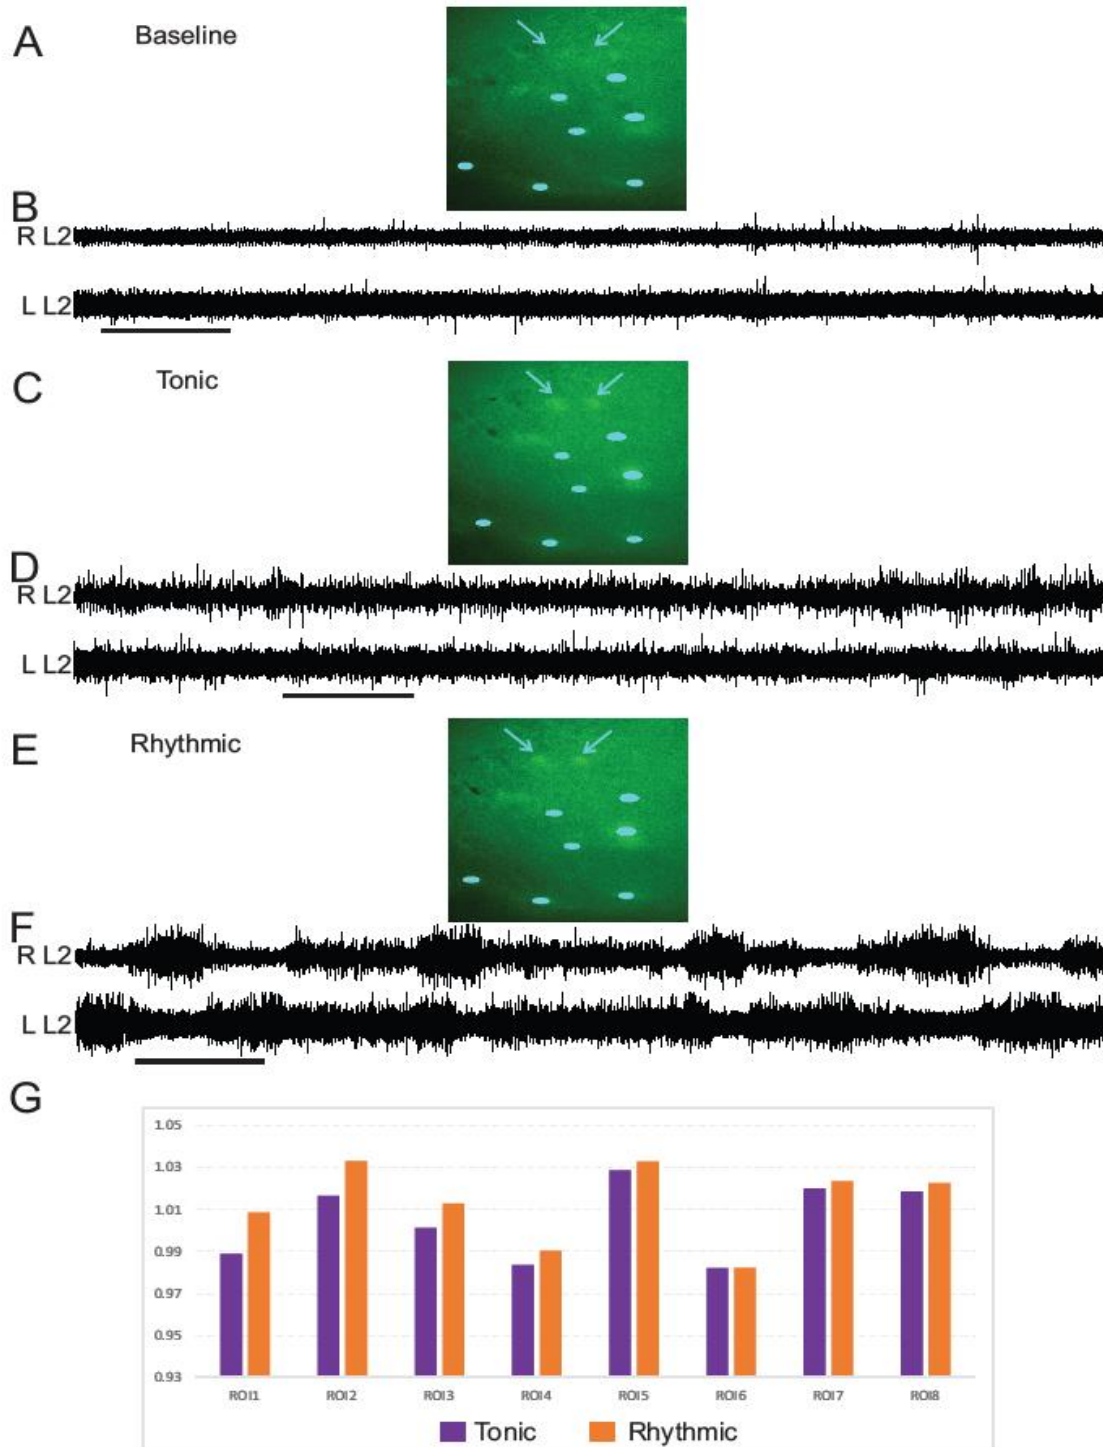 A
Baseline
B
R L2
L L2
C
Tonic
D
R L2
L L2
E
Rhythmic
F
R L2
L L2
G
1.05
1.03
1.01
0.99
0.97
0.95
0.93
ROI1 ROI2 ROI3 ROI4 ROI5 ROI6 ROI7 ROI8
Tonic Rhythmic